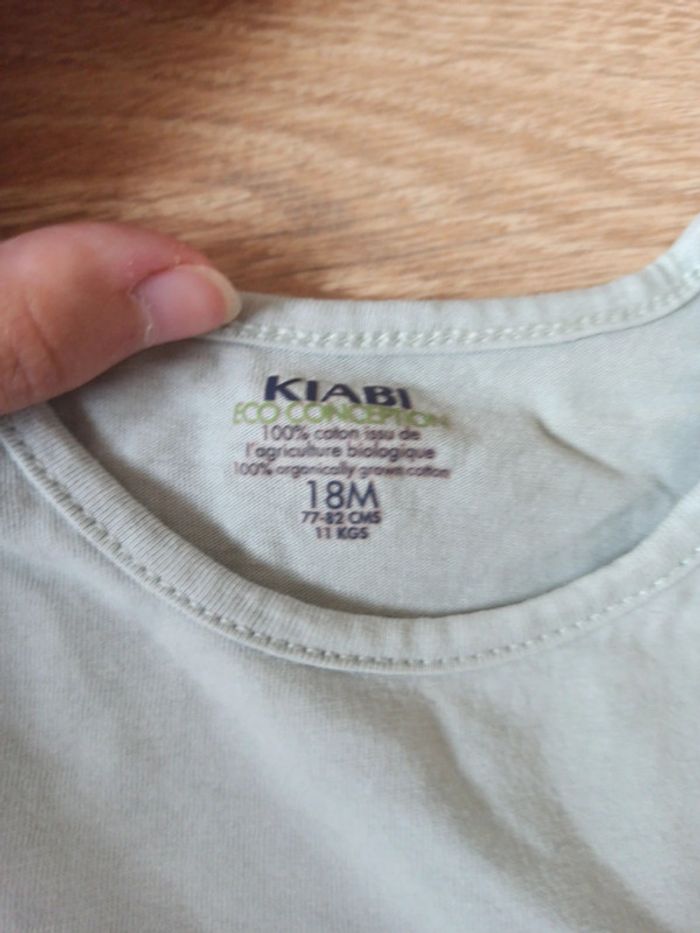 KIABI
ECO CONCEPTION
100% coton issu de
l'agriculture biologique
100% organically grown cotton
18M
77-82 CMS
11 KGS